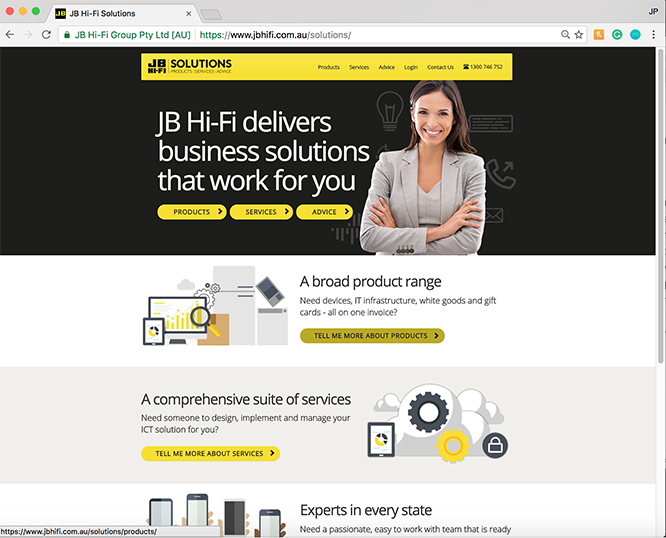 JB Hi-Fi Solutions
JP
JB Hi-Fi Group Pty Ltd [AU]
https://www.jbhifi.com.au/solutions/
JB HI-FI
SOLUTIONS
PRODUCTS | SERVICES | ADVICE
Products
Services
Advice
Login
Contact Us
1300 746 752
JB Hi-Fi delivers
business solutions
that work for you
PRODUCTS
SERVICES
ADVICE
A broad product range
Need devices, IT infrastructure, white goods and gift
cards - all on one invoice?
TELL ME MORE ABOUT PRODUCTS
A comprehensive suite of services
Need someone to design, implement and manage your
ICT solution for you?
TELL ME MORE ABOUT SERVICES
Experts in every state
Need a passionate, easy to work with team that is ready
https://www.jbhifi.com.au/solutions/products/